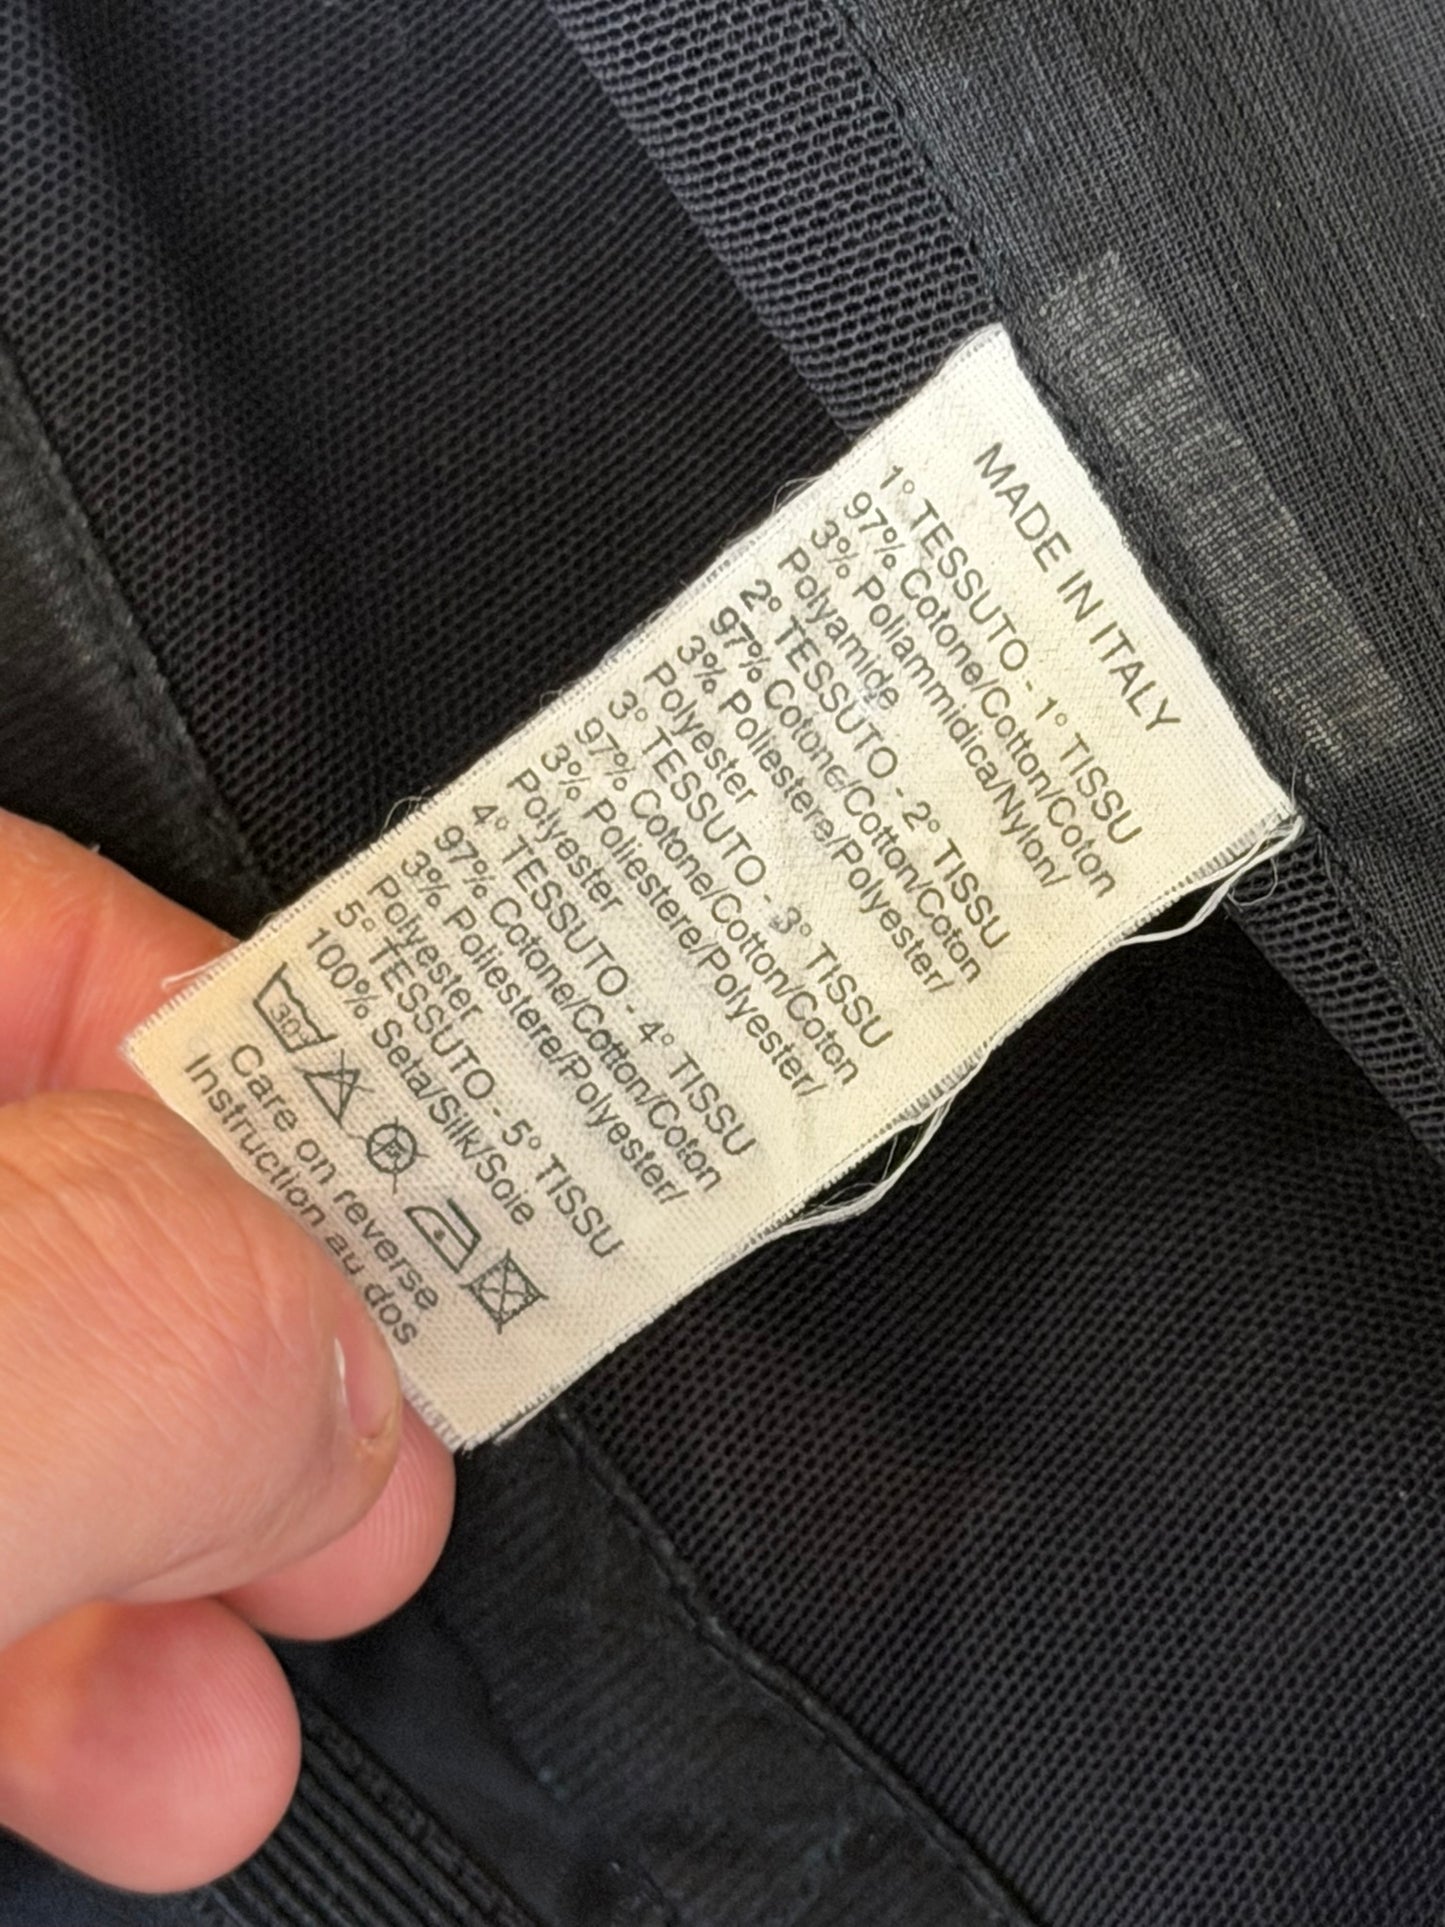 MADE IN ITALY
1° TESSUTO - 1° TISSU
97% Cotone/Cotton/Coton
3% Poliammidica/Nylon/
Polyamide
2° TESSUTO - 2° TISSU
97% Cotone/Cotton/Coton
3% Poliestere/Polyester/
Polyester
3° TESSUTO - 3° TISSU
97% Cotone/Cotton/Coton
3% Poliestere/Polyester/
Polyester
4° TESSUTO - 4° TISSU
97% Cotone/Cotton/Coton
3% Poliestere/Polyester/
Polyester
5° TESSUTO - 5° TISSU
100% Seta/Silk/Soie
30°
Care on reverse
Instruction au dos